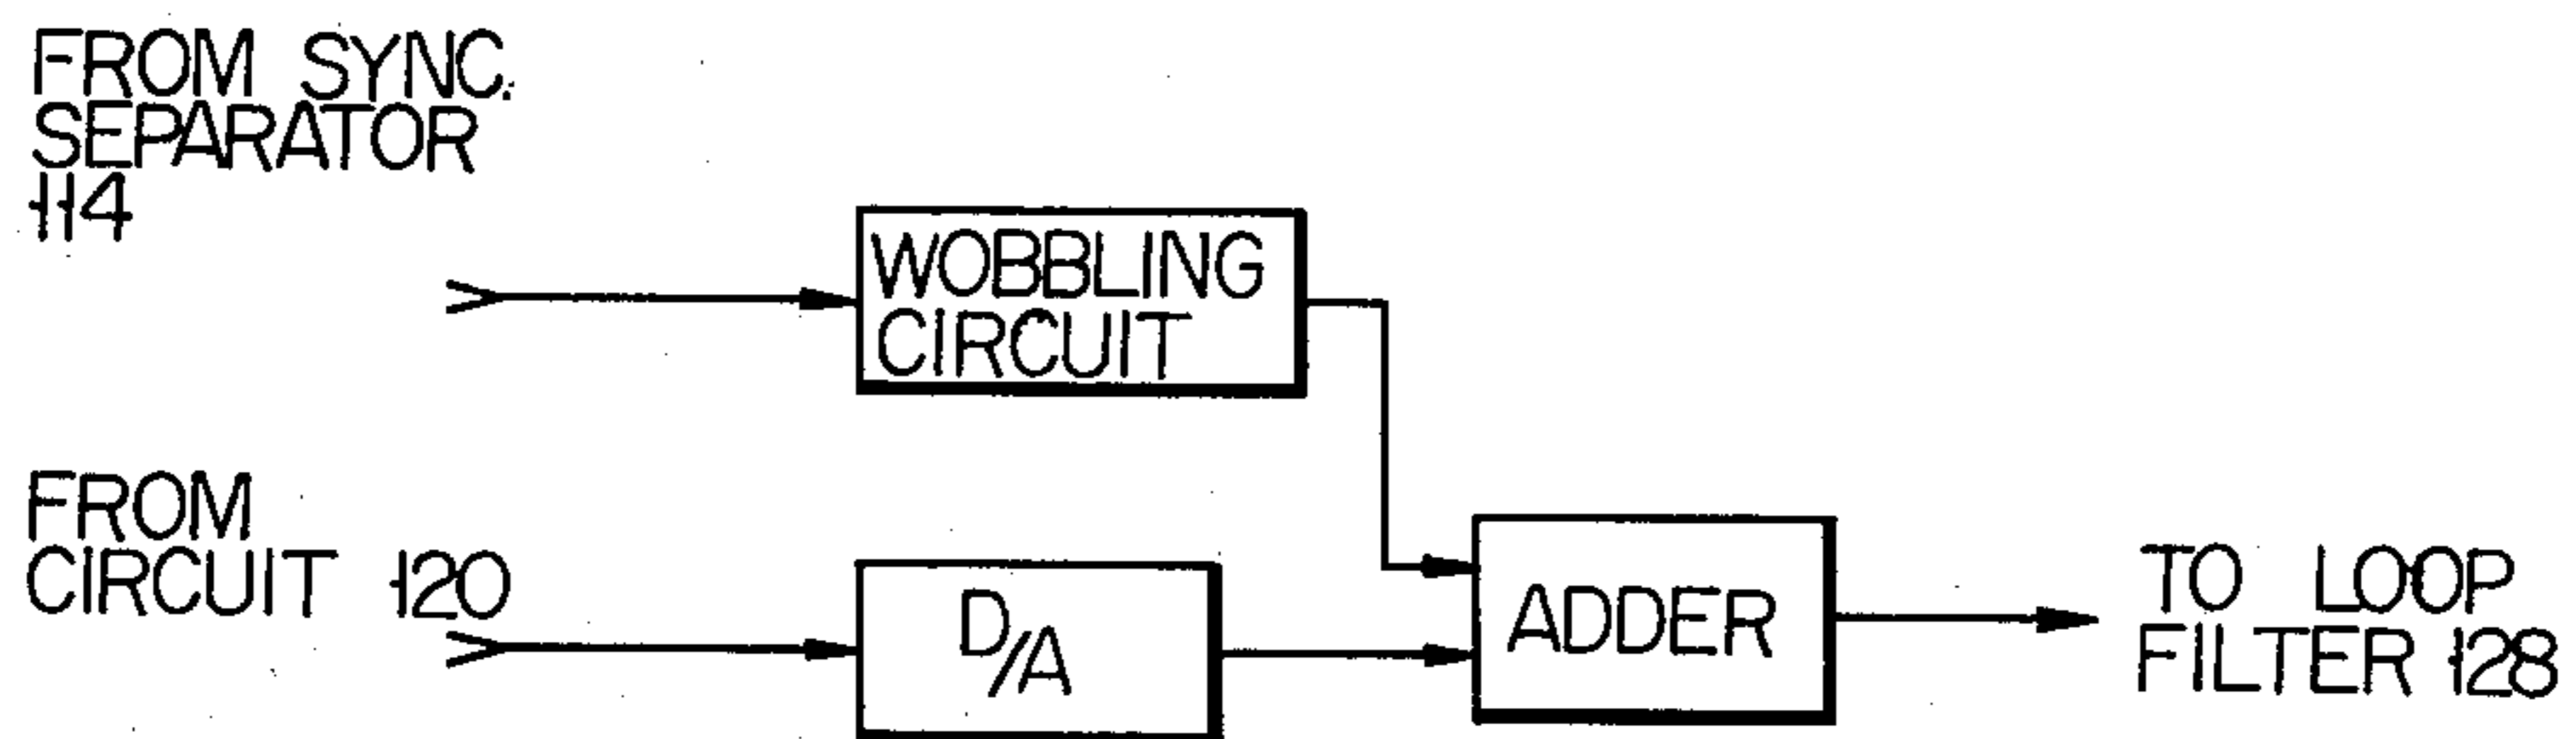 FROM SYNC.
SEPARATOR
114
WOBBLING
CIRCUIT
FROM
CIRCUIT 120
D/A
ADDER
TO LOOP
FILTER 128